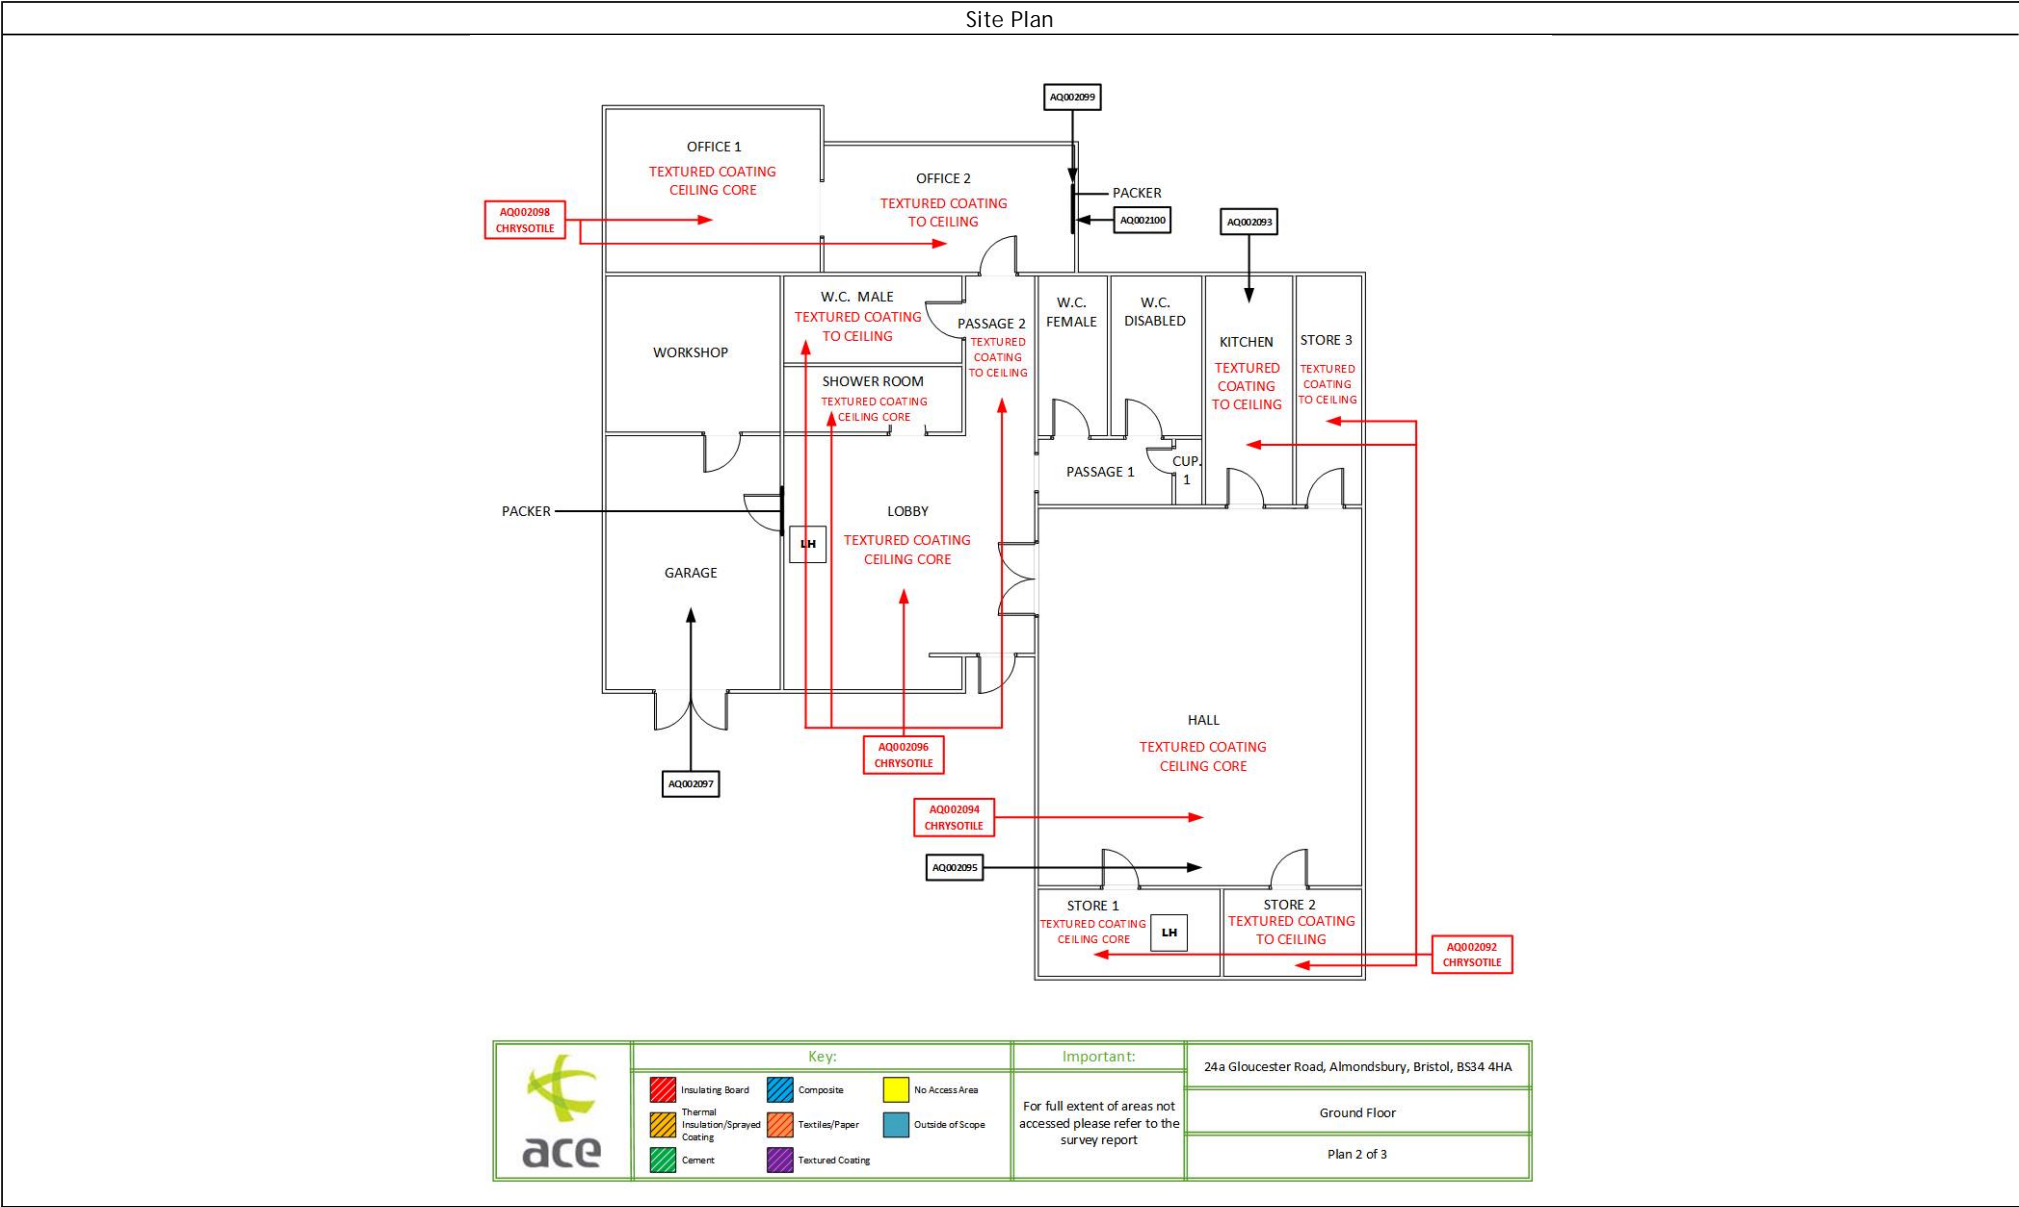 Site Plan
AQ002099
OFFICE 1
TEXTURED COATING
CEILING CORE
OFFICE 2
TEXTURED COATING
TO CEILING
PACKER
AQ002098
CHRYSOTILE
AQ002100
AQ002093
W.C. MALE
TEXTURED COATING
TO CEILING
PASSAGE 2
TEXTURED
COATING
TO CEILING
W.C.
FEMALE
W.C.
DISABLED
KITCHEN
TEXTURED
COATING
TO CEILING
STORE 3
TEXTURED
COATING
TO CEILING
WORKSHOP
SHOWER ROOM
TEXTURED COATING
CEILING CORE
PASSAGE 1
CUP.
1
PACKER
LOBBY
TEXTURED COATING
CEILING CORE
LH
GARAGE
HALL
TEXTURED COATING
CEILING CORE
AQ002096
CHRYSOTILE
AQ002097
AQ002094
CHRYSOTILE
AQ002095
STORE 1
TEXTURED COATING
CEILING CORE
LH
STORE 2
TEXTURED COATING
TO CEILING
AQ002092
CHRYSOTILE
ace
Key:
Insulating Board
Composite
No Access Area
Thermal
Insulation/Sprayed
Coating
Textiles/Paper
Outside of Scope
Cement
Textured Coating
Important:
For full extent of areas not
accessed please refer to the
survey report
24a Gloucester Road, Almondsbury, Bristol, BS34 4HA
Ground Floor
Plan 2 of 3